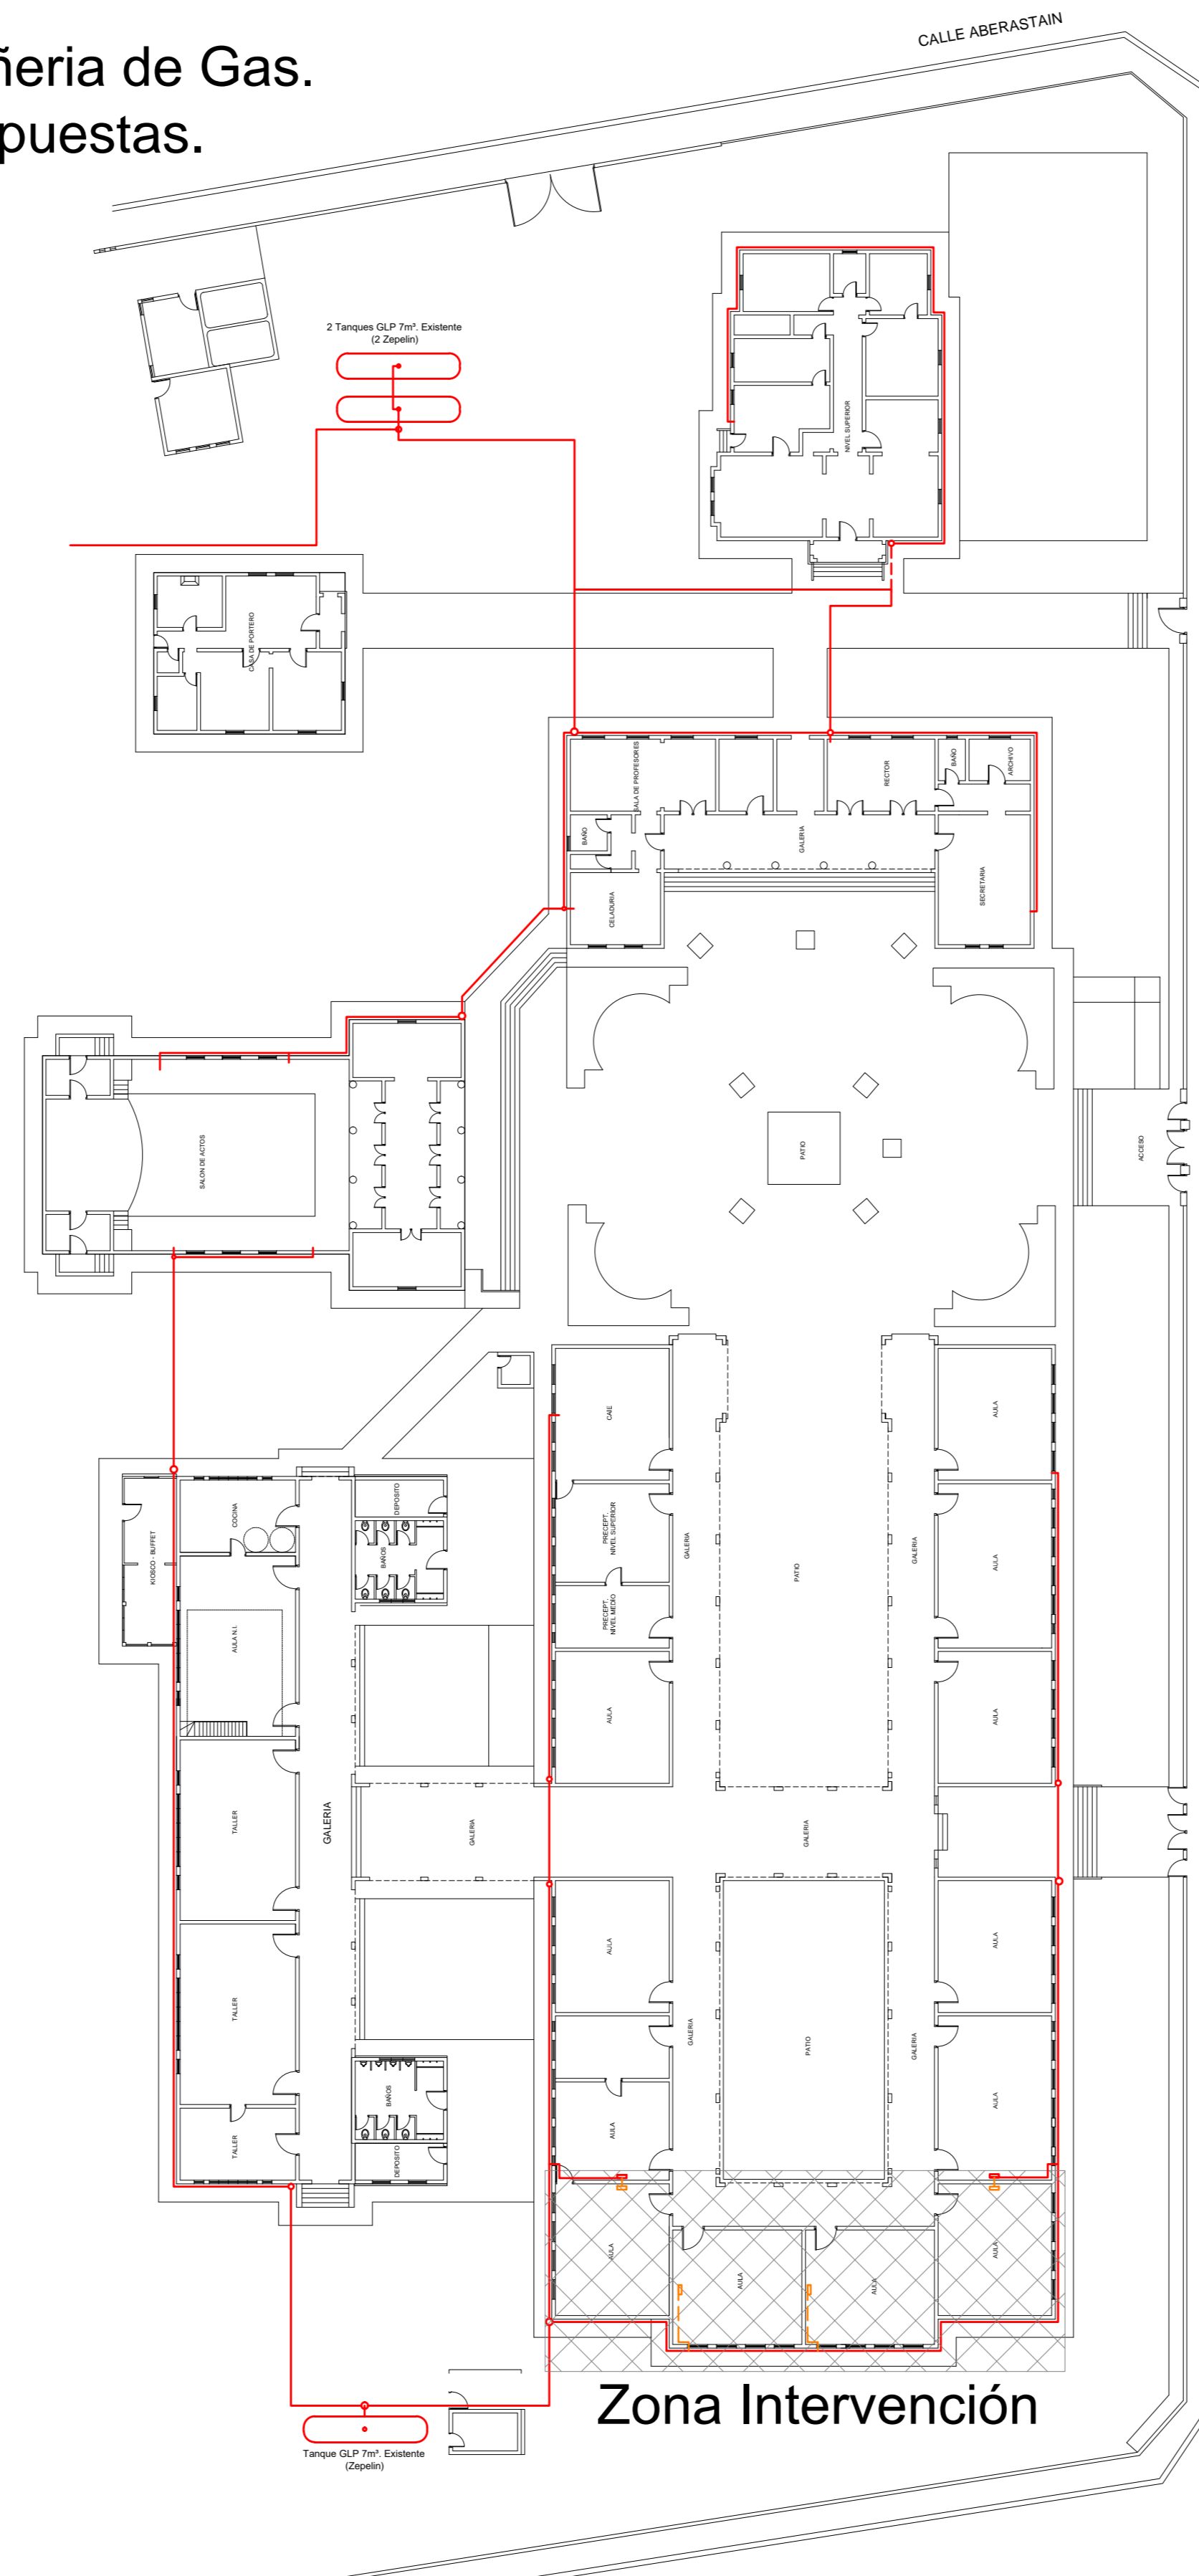 CALLE ABERASTAIN
ñeria de Gas.
puestas.
2 Tanques GLP 7m³. Existente
(2 Zepelin)
NIVEL SUPERIOR
CASA DE PORTERO
SALA DE PROFESORES
RECTOR
BAÑO
ARCHIVO
BAÑO
GALERIA
CELADURIA
SECRETARIA
SALON DE ACTOS
PATIO
ACCESO
CAIE
AULA
COCINA
DEPOSITO
KIOSCO - BUFFET
BAÑOS
PRECEPT.
NIVEL SUPERIOR
GALERIA
PATIO
GALERIA
AULA
PRECEPT.
NIVEL MEDIO
AULA N.I.
AULA
AULA
TALLER
GALERIA
GALERIA
GALERIA
AULA
AULA
TALLER
GALERIA
PATIO
GALERIA
BAÑOS
AULA
AULA
TALLER
DEPOSITO
AULA
AULA
AULA
AULA
Zona Intervención
Tanque GLP 7m³. Existente
(Zepelin)